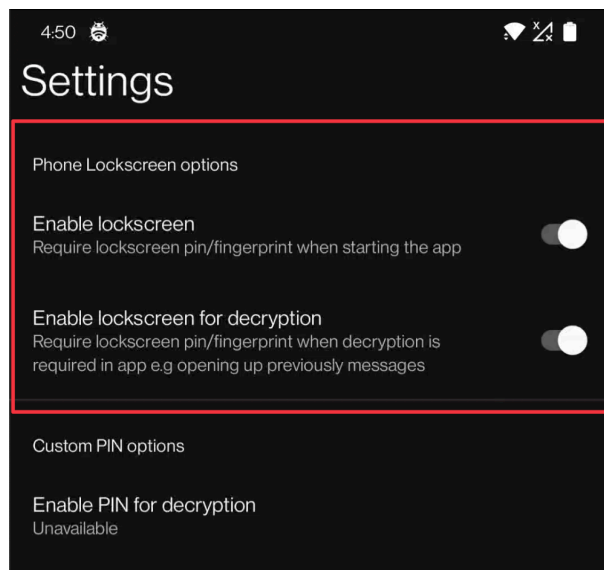 4:50
Settings
Phone Lockscreen options
Enable lockscreen
Require lockscreen pin/fingerprint when starting the app
Enable lockscreen for decryption
Require lockscreen pin/fingerprint when decryption is
required in app e.g opening up previously messages
Custom PIN options
Enable PIN for decryption
Unavailable